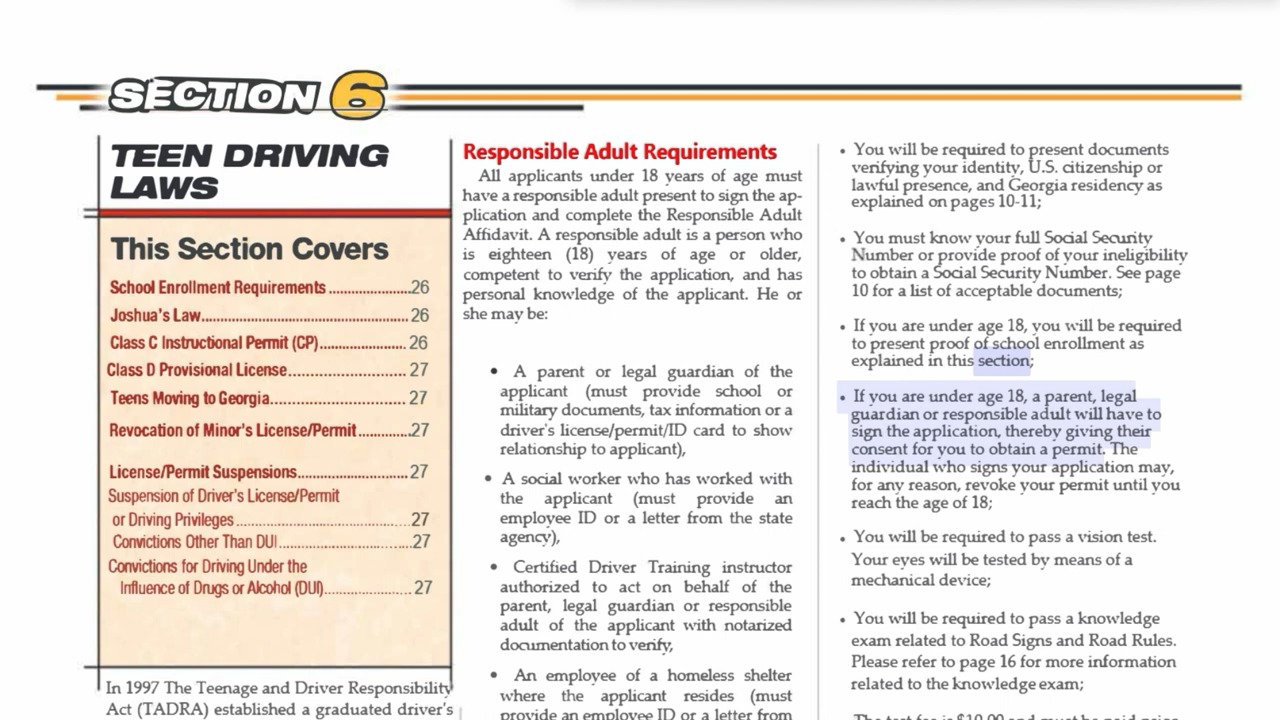 SECTION 6
TEEN DRIVING
LAWS
This Section Covers
School Enrollment Requirements ....................26
Joshua's Law..................................................... 26
Class C Instructional Permit (CP)...................... 26
Class D Provisional License.............................. 27
Teens Moving to Georgia................................... 27
Revocation of Minor's License/Permit.............27
License/Permit Suspensions............................ 27
Suspension of Driver's License/Permit
or Driving Privileges ............................................. 27
Convictions Other Than DUI..................................27
Convictions for Driving Under the
Influence of Drugs or Alcohol (DUI)..................... 27
In 1997 The Teenage and Driver Responsibility
Act (TADRA) established a graduated driver's
Responsible Adult Requirements
All applicants under 18 years of age must
have a responsible adult present to sign the ap-
plication and complete the Responsible Adult
Affidavit. A responsible adult is a person who
is eighteen (18) years of age or older,
competent to verify the application, and has
personal knowledge of the applicant. He or
she may be:
• A parent or legal guardian of the
applicant (must provide school or
military documents, tax information or a
driver's license/permit/ID card to show
relationship to applicant),
• A social worker who has worked with
the applicant (must provide an
employee ID or a letter from the state
agency),
• Certified Driver Training instructor
authorized to act on behalf of the
parent, legal guardian or responsible
adult of the applicant with notarized
documentation to verify,
• An employee of a homeless shelter
where the applicant resides (must
provide an employee ID or a letter from
• You will be required to present documents
verifying your identity, U.S. citizenship or
lawful presence, and Georgia residency as
explained on pages 10-11;
• You must know your full Social Security
Number or provide proof of your ineligibility
to obtain a Social Security Number. See page
10 for a list of acceptable documents;
• If you are under age 18, you will be required
to present proof of school enrollment as
explained in this section;
• If you are under age 18, a parent, legal
guardian or responsible adult will have to
sign the application, thereby giving their
consent for you to obtain a permit. The
individual who signs your application may,
for any reason, revoke your permit until you
reach the age of 18;
• You will be required to pass a vision test.
Your eyes will be tested by means of a
mechanical device;
• You will be required to pass a knowledge
exam related to Road Signs and Road Rules.
Please refer to page 16 for more information
related to the knowledge exam;
The test fee is $10.00 and must be paid